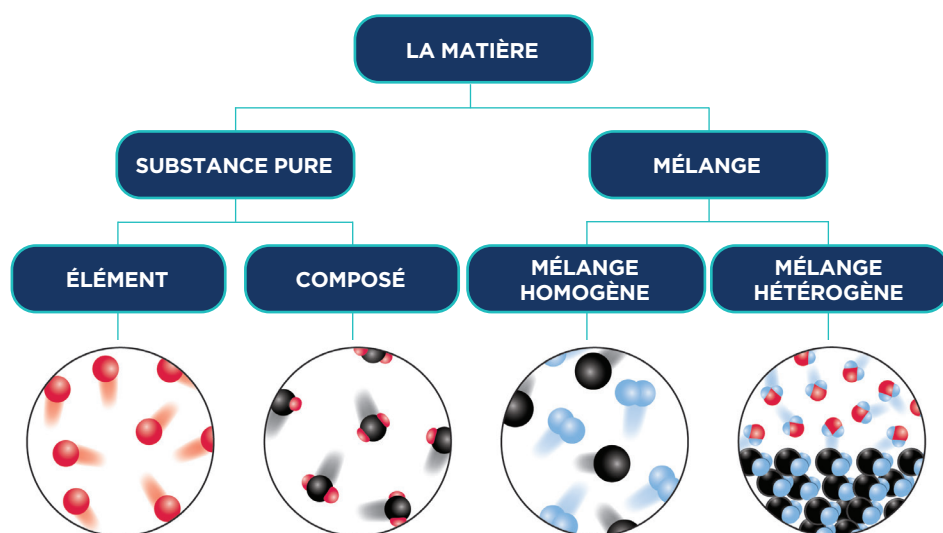 LA MATIÈRE
SUBSTANCE PURE
MÉLANGE
ÉLÉMENT
COMPOSÉ
MÉLANGE
HOMOGÈNE
MÉLANGE
HÉTÉROGÈNE